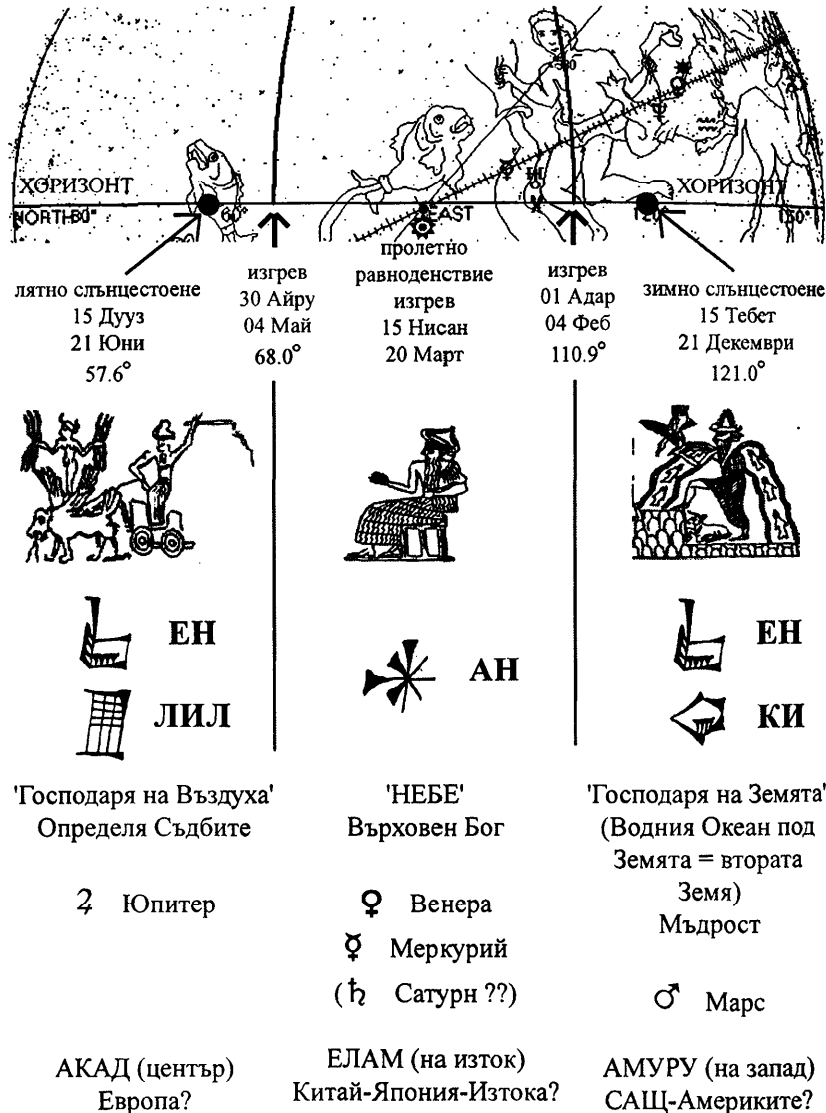 ХОРИЗОНТ
ХОРИЗОНТ
NORTH
60°
EAST
120°
лятно слънцестоене
15 Дууз
21 Юни
57.6°
изгрев
30 Айру
04 Май
68.0°
пролетно
равноденствие
изгрев
15 Нисан
20 Март
изгрев
01 Адар
04 Феб
110.9°
зимно слънцестоене
15 Тебет
21 Декември
121.0°
ЕН
ЛИЛ
'Господаря на Въздуха'
Определя Съдбите
♃ Юпитер
АКАД (център)
Европа?
АН
'НЕБЕ'
Върховен Бог
♀ Венера
☿ Меркурий
(♄ Сатурн ??)
ЕЛАМ (на изток)
Китай-Япония-Изтока?
ЕН
КИ
'Господаря на Земята'
(Водния Океан под
Земята = втората
Земя)
Мъдрост
♂ Марс
АМУРУ (на запад)
САЩ-Америките?